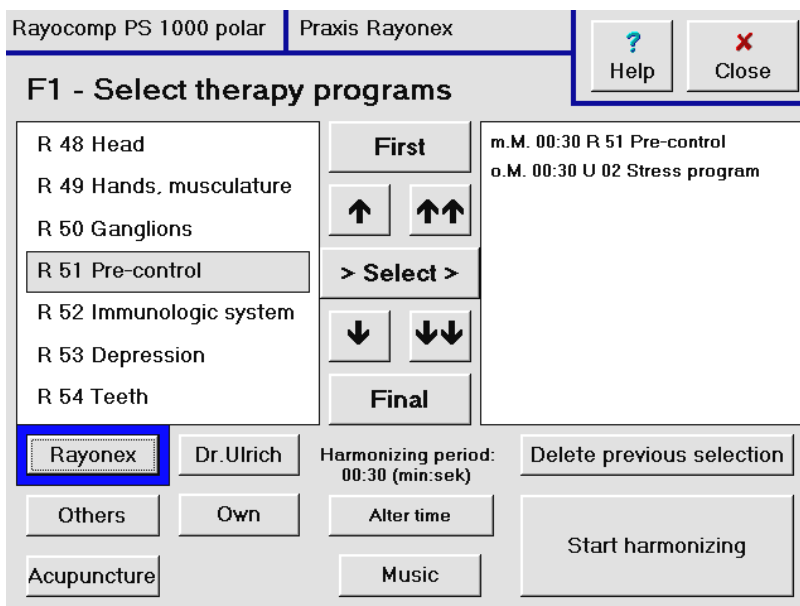 Rayocomp PS 1000 polar
Praxis Rayonex
?
Help
Close
F1 - Select therapy programs
R 48 Head
R 49 Hands, musculature
R 50 Ganglions
R 51 Pre-control
R 52 Immunologic system
R 53 Depression
R 54 Teeth
First
> Select >
Final
m.M. 00:30 R 51 Pre-control
o.M. 00:30 U 02 Stress program
Rayonex
Dr.Ulrich
Harmonizing period:
00:30 (min:sek)
Delete previous selection
Others
Own
Alter time
Start harmonizing
Acupuncture
Music